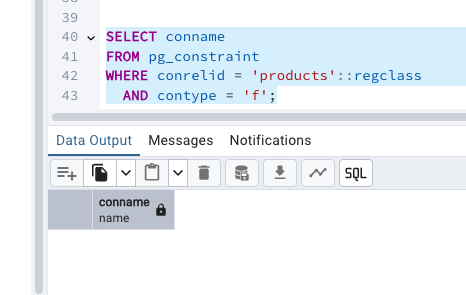 39
40 SELECT conname
41 FROM pg_constraint
42 WHERE conrelid = 'products'::regclass
43 AND contype = 'f';
Data Output Messages Notifications
SQL
conname
name